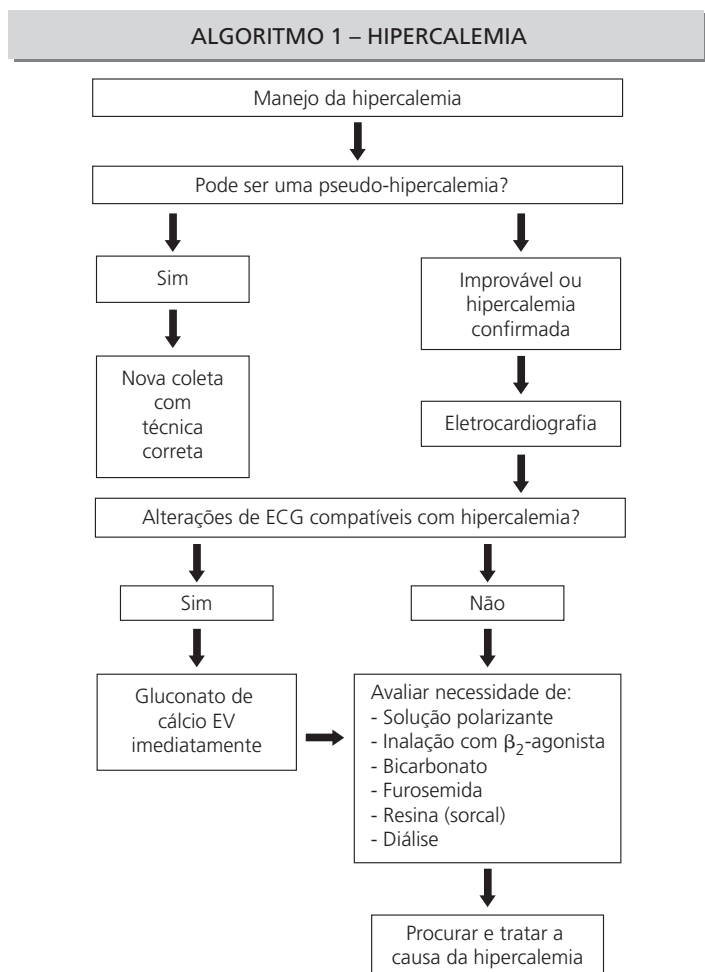 ALGORITMO 1 – HIPERCALEMIA
Manejo da hipercalemia
Pode ser uma pseudo-hipercalemia?
Sim
Nova coleta
com
técnica
correta
Improvável ou
hipercalemia
confirmada
Eletrocardiografia
Alterações de ECG compatíveis com hipercalemia?
Sim
Não
Gluconato de
cálcio EV
imediatamente
Avaliar necessidade de:
- Solução polarizante
- Inalação com β₂-agonista
- Bicarbonato
- Furosemida
- Resina (sorcal)
- Diálise
Procurar e tratar a
causa da hipercalemia